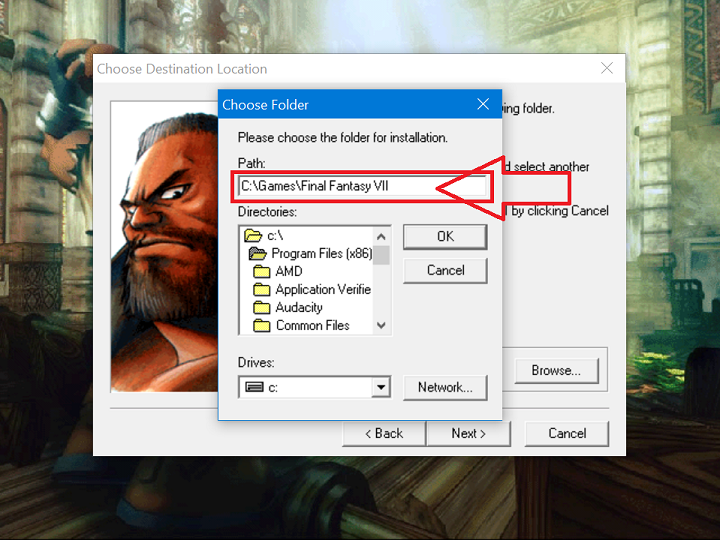 Choose Destination Location
ing folder.
Choose Folder
Please choose the folder for installation.
Path:
d select another
C:\Games\Final Fantasy VII
Directories:
by clicking Cancel
c:\
OK
Program Files (x86)
AMD
Cancel
Application Verifie
Audacity
Common Files
Drives:
Browse...
c:
Network...
< Back
Next >
Cancel